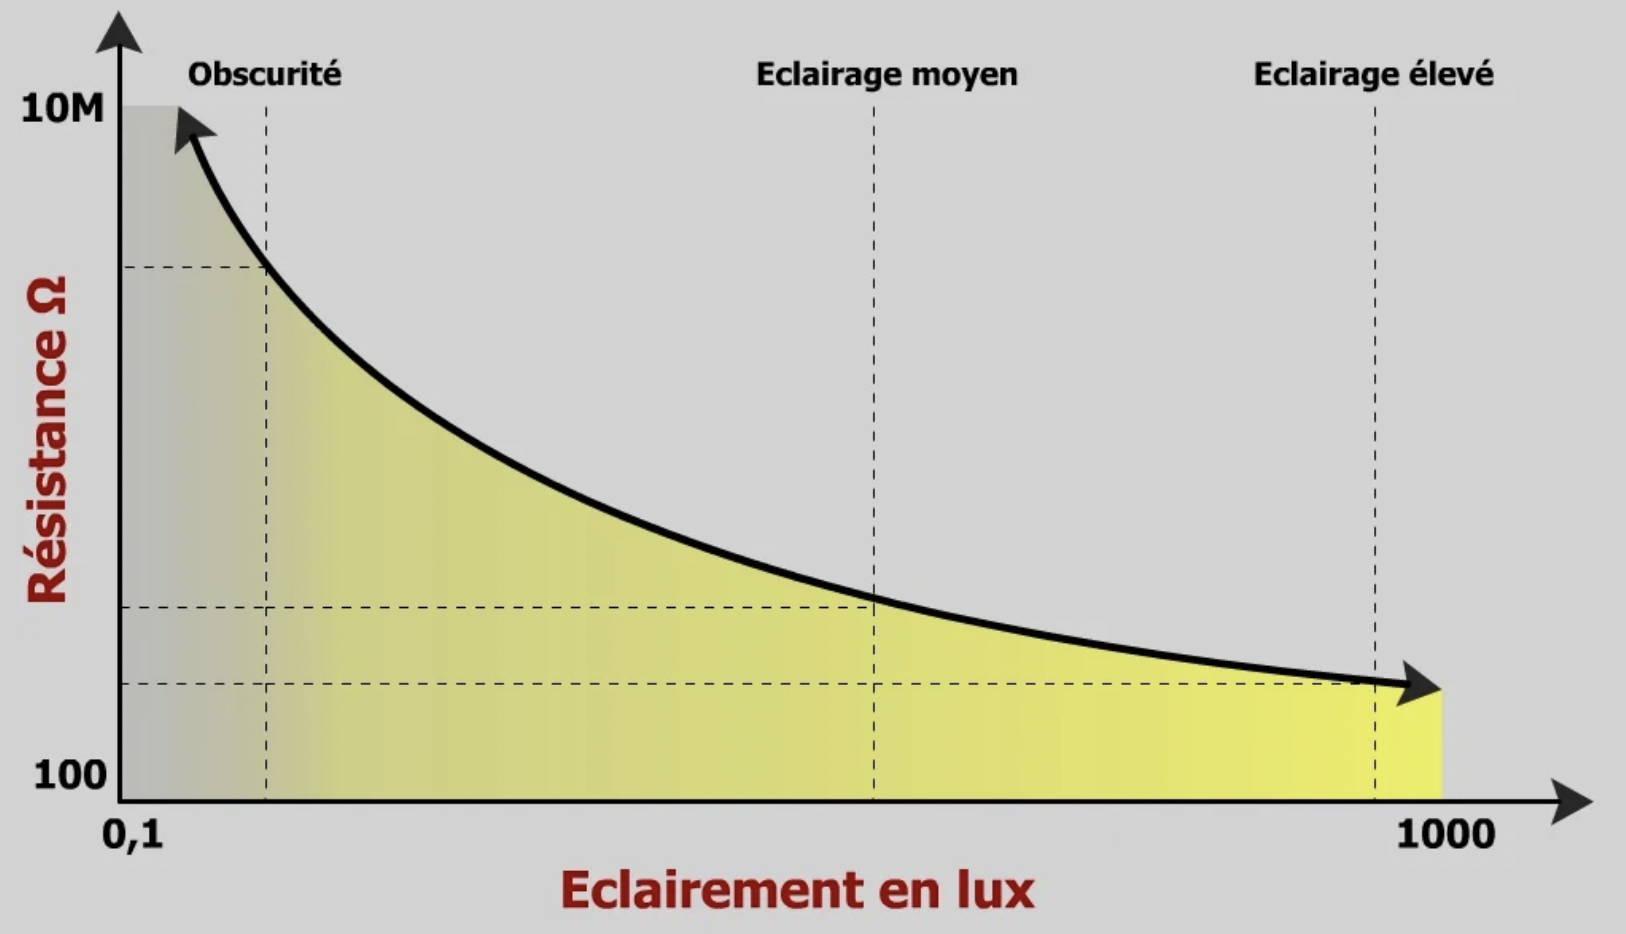 Obscurité
Eclairage moyen
Eclairage élevé
10M
Résistance Ω
100
0,1
1000
Eclairement en lux